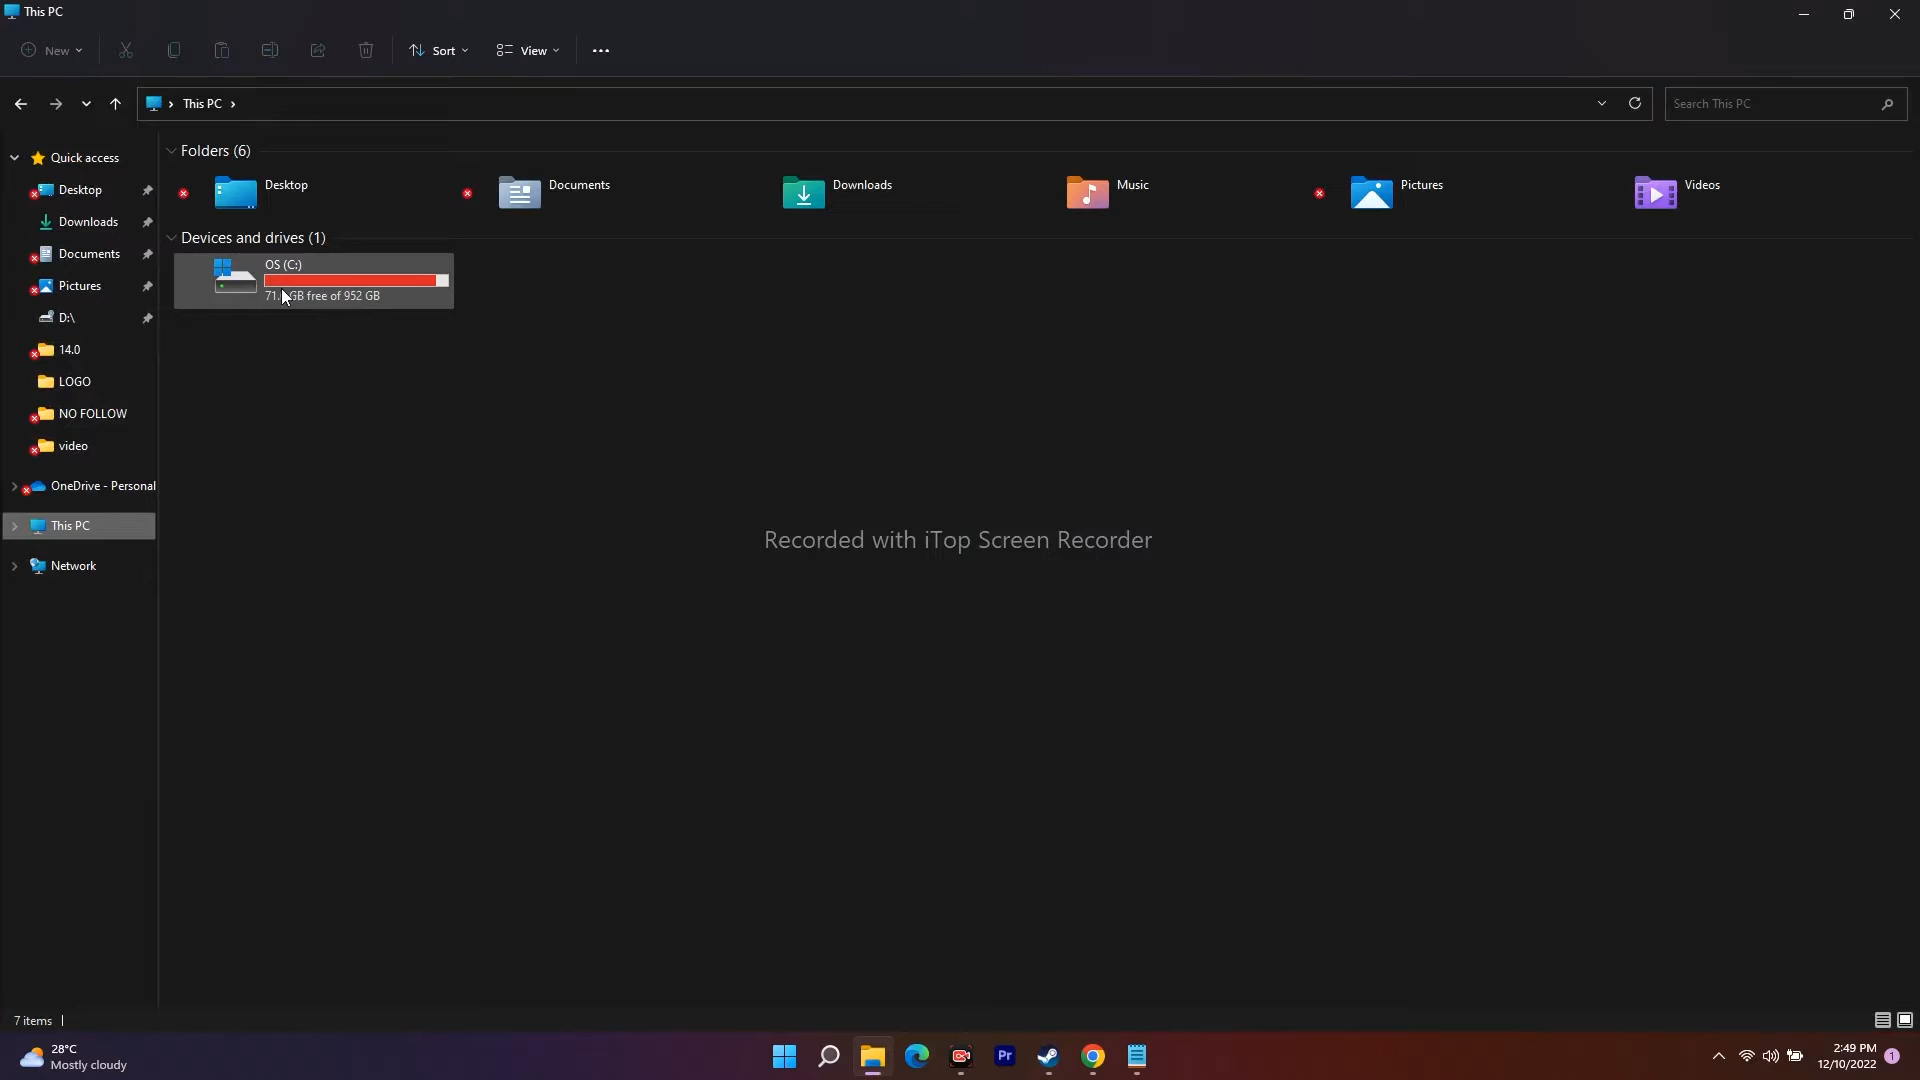 This PC
New
Sort
View
This PC
Search This PC
Quick access
Desktop
Downloads
Documents
Pictures
D:\
14.0
LOGO
NO FOLLOW
video
OneDrive - Personal
This PC
Network
Folders (6)
Desktop
Documents
Downloads
Music
Pictures
Videos
Devices and drives (1)
OS (C:)
GB free of 952 GB
Recorded with iTop Screen Recorder
7 items
28°C
Mostly cloudy
Pr
2:49 PM
12/10/2022
1